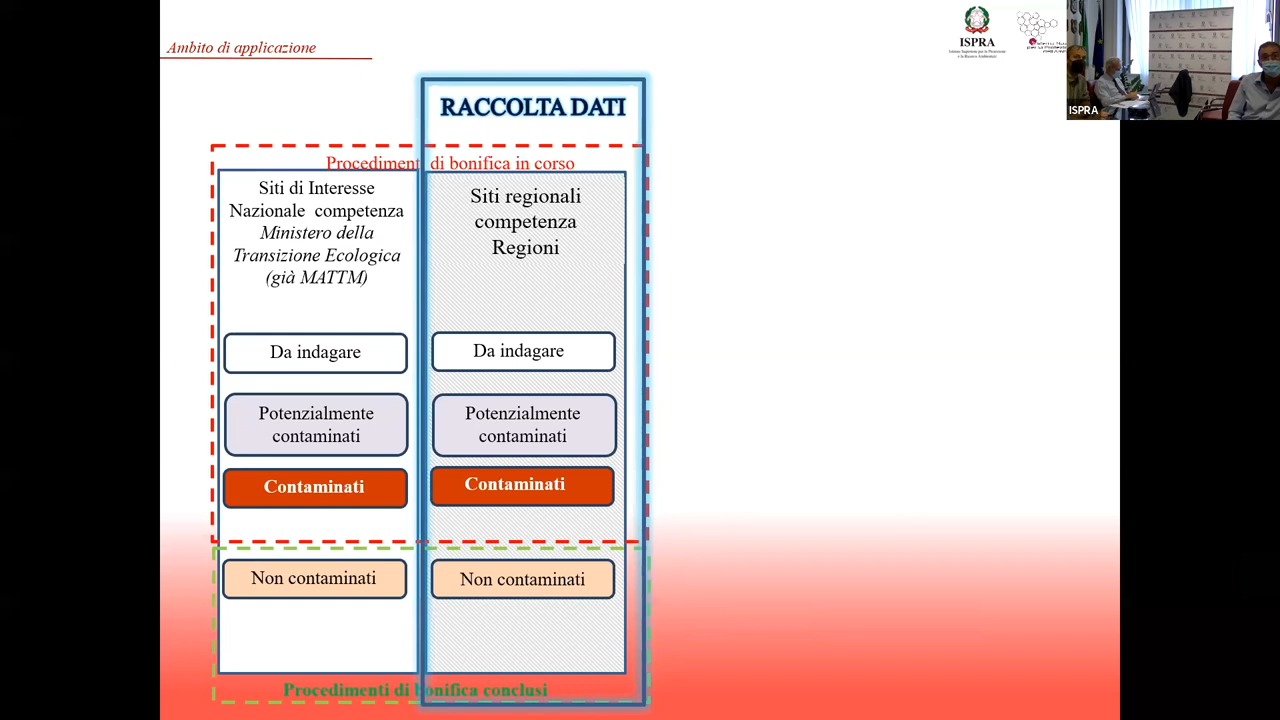 Ambito di applicazione
ISPRA
Istituto Superiore per la Protezione
e la Ricerca Ambientale
ISPRA
RACCOLTA DATI
Procedimenti di bonifica in corso
Siti di Interesse
Nazionale competenza
Ministero della
Transizione Ecologica
(già MATTM)
Siti regionali
competenza
Regioni
Da indagare
Da indagare
Potenzialmente
contaminati
Potenzialmente
contaminati
Contaminati
Contaminati
Non contaminati
Non contaminati
Procedimenti di bonifica conclusi